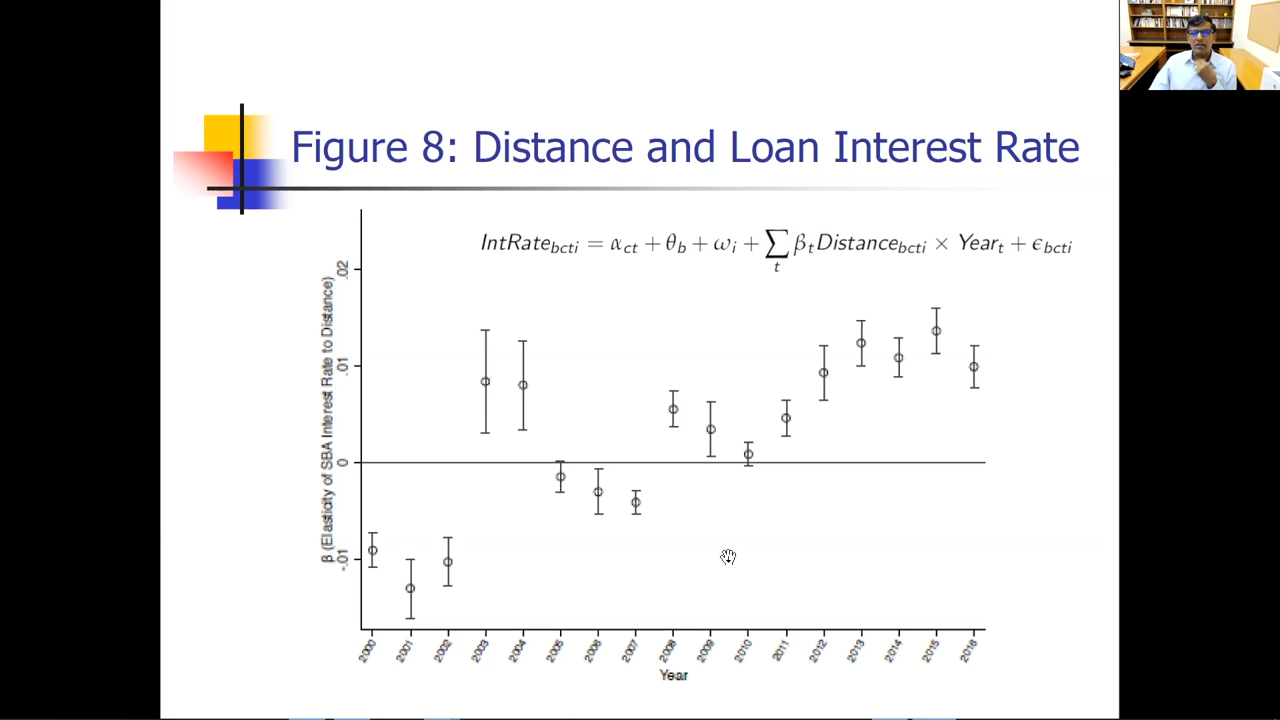 Figure 8: Distance and Loan Interest Rate
IntRate_bcti = α_ct + θ_b + ω_i + ∑_t β_t Distance_bcti × Year_t + ϵ_bcti
β (Elasticity of SBA Interest Rate to Distance)
.02
.01
0
-.01
2000 2001 2002 2003 2004 2005 2006 2007 2008 2009 2010 2011 2012 2013 2014 2015 2016
Year